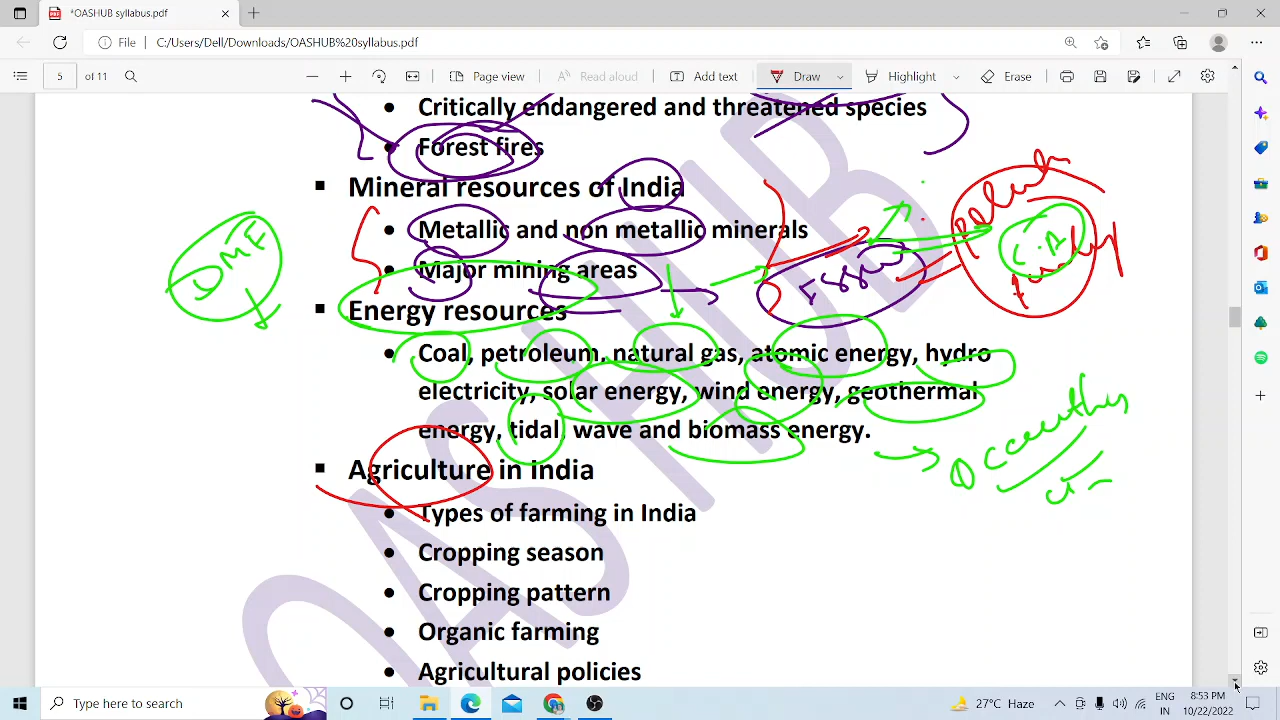 *OASHUB syllabus.pdf
File C:/Users/Dell/Downloads/OASHUB%20syllabus.pdf
5 of 11 Page view Read aloud Add text Draw Highlight Erase
Critically endangered and threatened species
Forest fires
Mineral resources of India
Metallic and non metallic minerals
Major mining areas
DMF
Energy resources
Coal, petroleum, natural gas, atomic energy, hydro
electricity, solar energy, wind energy, geothermal
energy, tidal, wave and biomass energy.
Agriculture in India
Types of farming in India
Cropping season
Cropping pattern
Organic farming
Agricultural policies
OASHUB
Type here to search
27°C Haze
ENG
IN
8:53 PM
10/22/2022